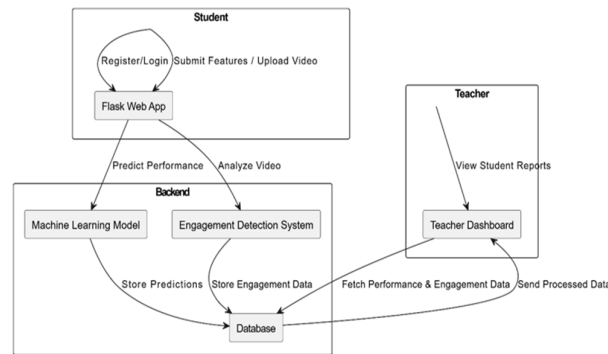 Student
Register/Login
Submit Features / Upload Video
Flask Web App
Teacher
Predict Performance
Analyze Video
View Student Reports
Backend
Machine Learning Model
Engagement Detection System
Teacher Dashboard
Store Predictions
Store Engagement Data
Fetch Performance & Engagement Data
Send Processed Data
Database